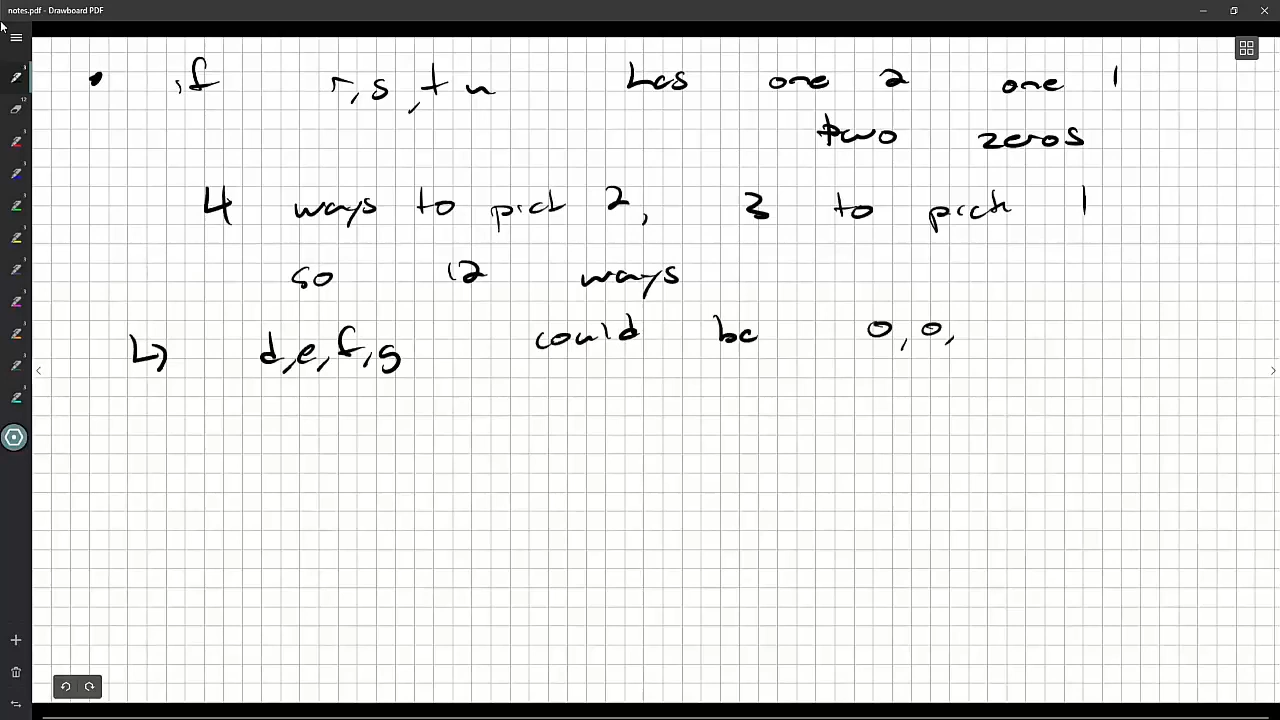 notes.pdf - Drawboard PDF
• if r, s, t u has one 2 one 1
two zeros
4 ways to pick 2, 3 to pick 1
so 12 ways
↳ d, e, f, g could be 0, 0,